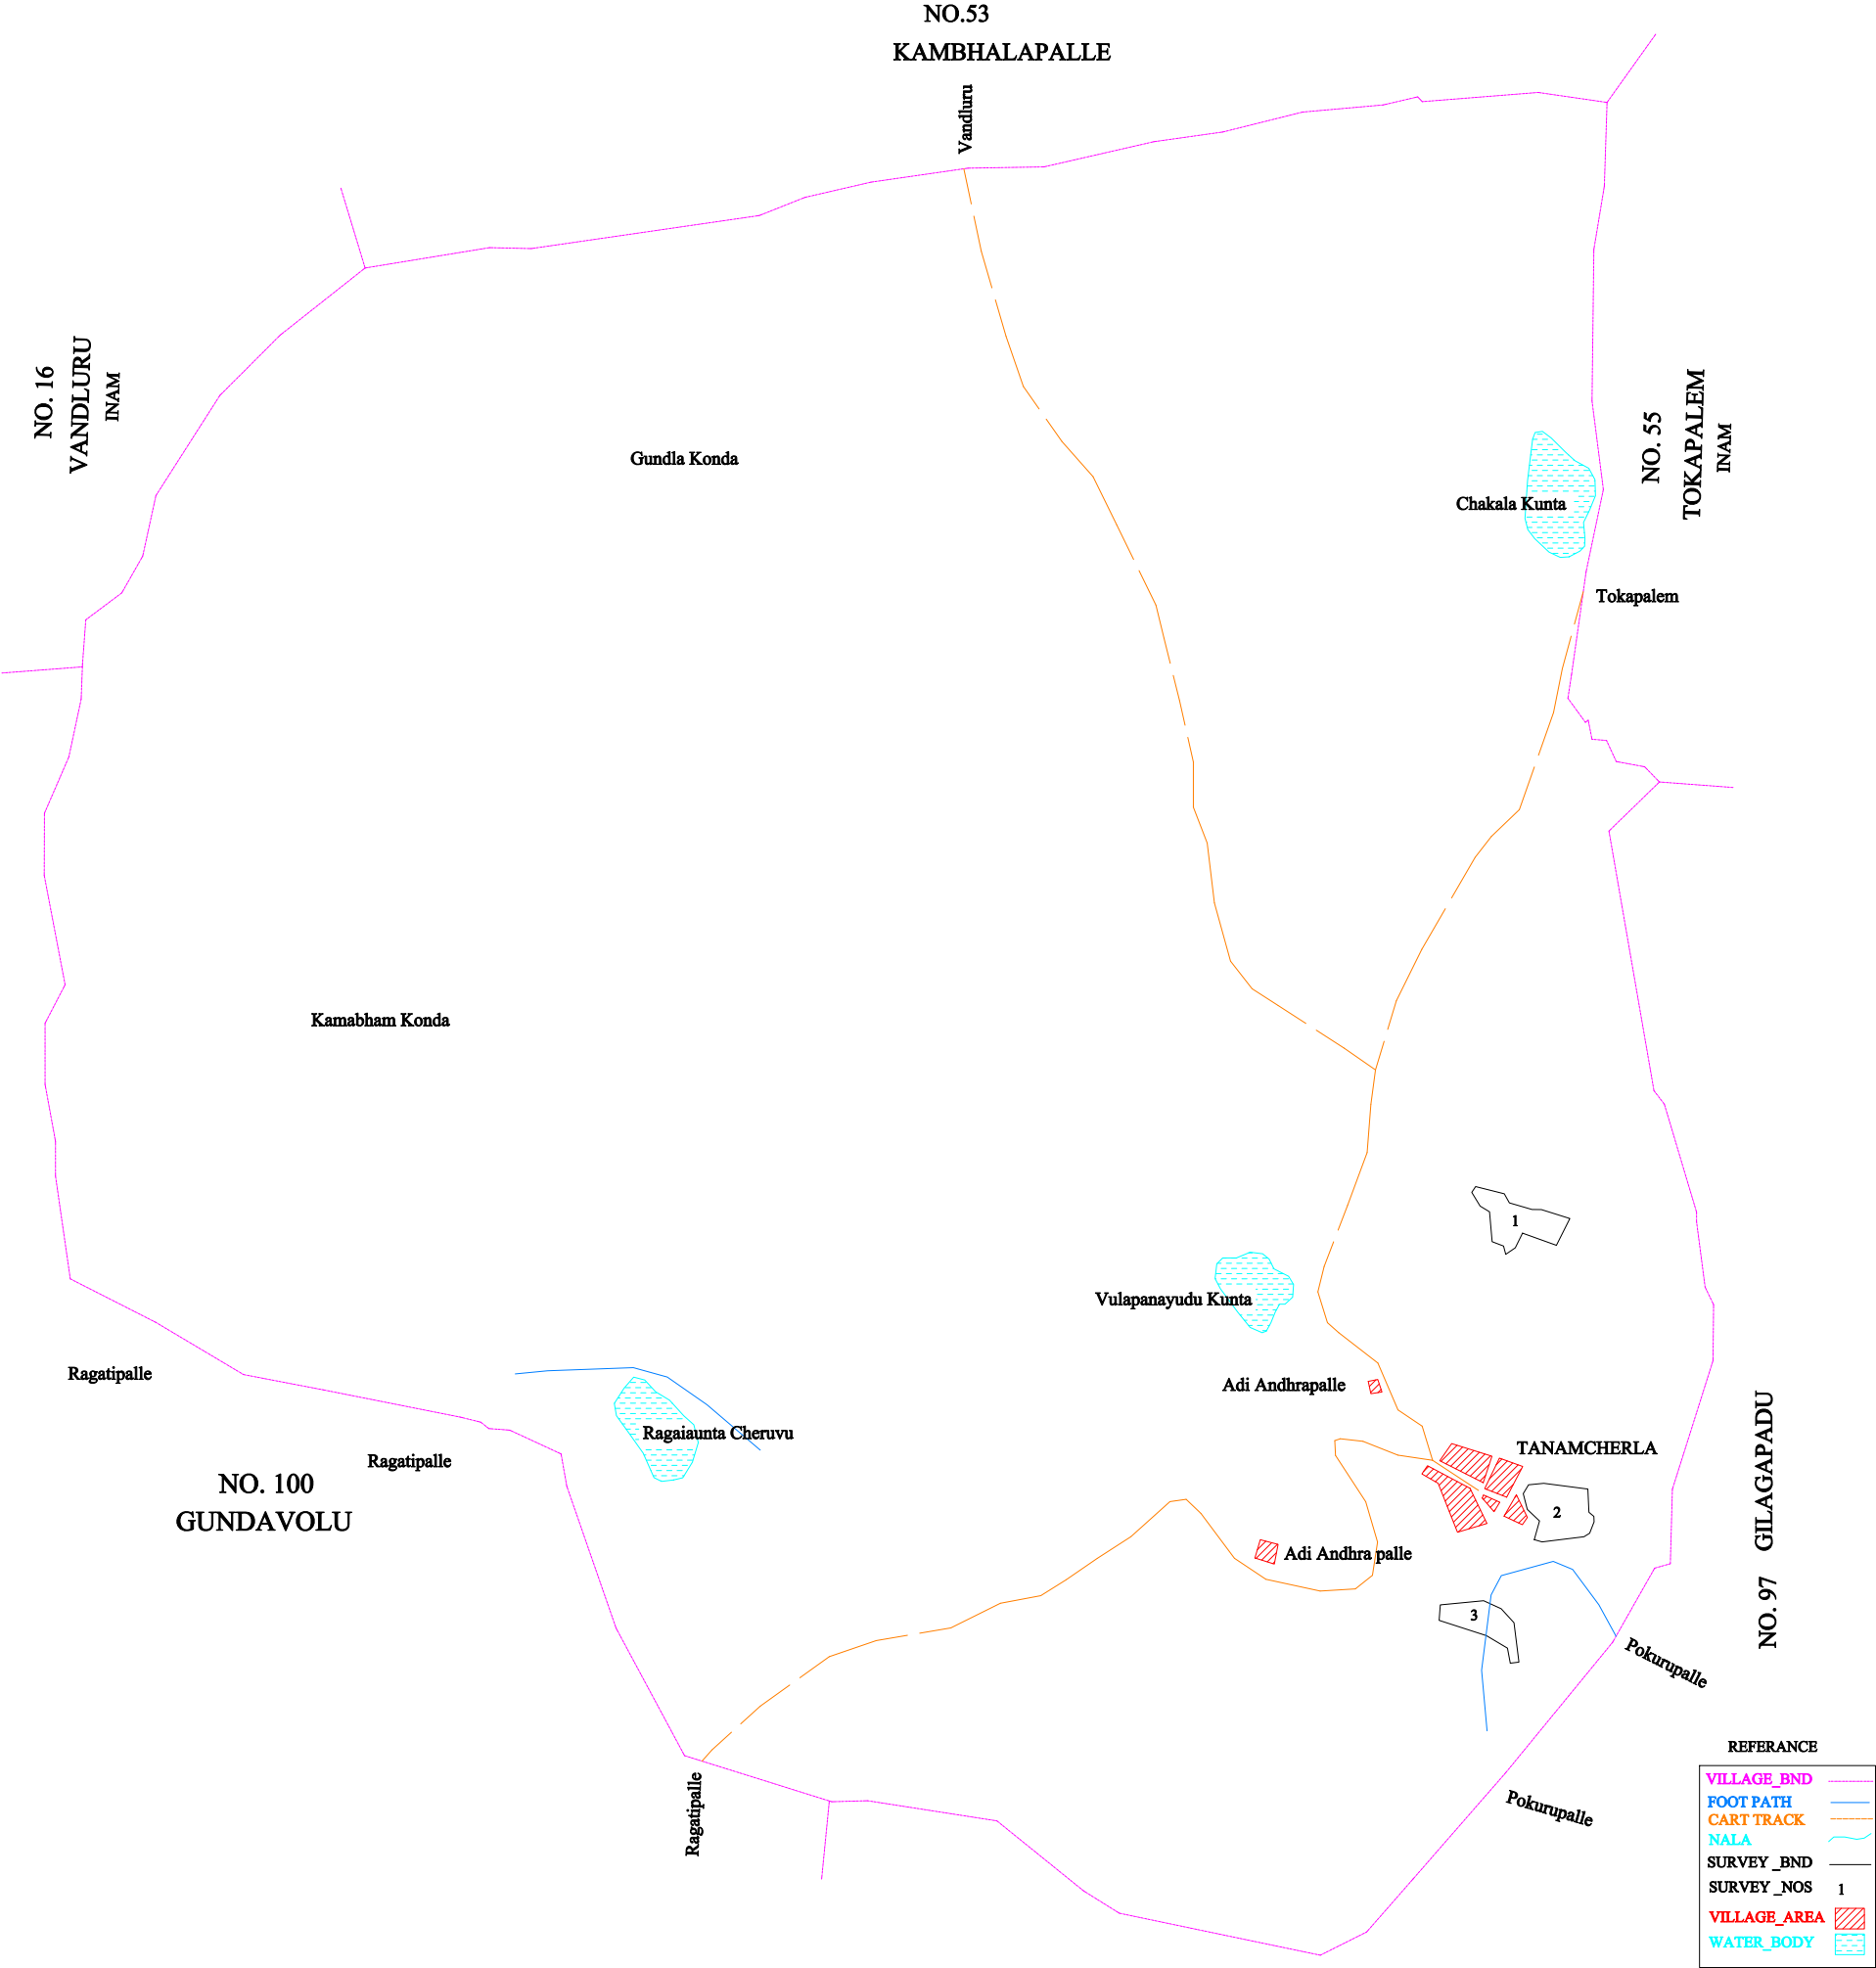 NO.53
KAMBHALAPALLE
Vandluru
NO. 16
VANDLURU
INAM
Gundla Konda
NO. 55
TOKAPALEM
INAM
Chakala Kunta
Tokapalem
Kamabham Konda
1
Vulapanayudu Kunta
Ragatipalle
Adi Andhrapalle
Ragaiaunta Cheruvu
TANAMCHERLA
Ragatipalle
NO. 100
GUNDAVOLU
2
NO. 97 GILAGAPADU
Adi Andhra palle
3
Pokurupalle
Ragatipalle
Pokurupalle
REFERANCE
VILLAGE_BND
FOOT PATH
CART TRACK
NALA
SURVEY _BND
SURVEY _NOS 1
VILLAGE_AREA
WATER_BODY